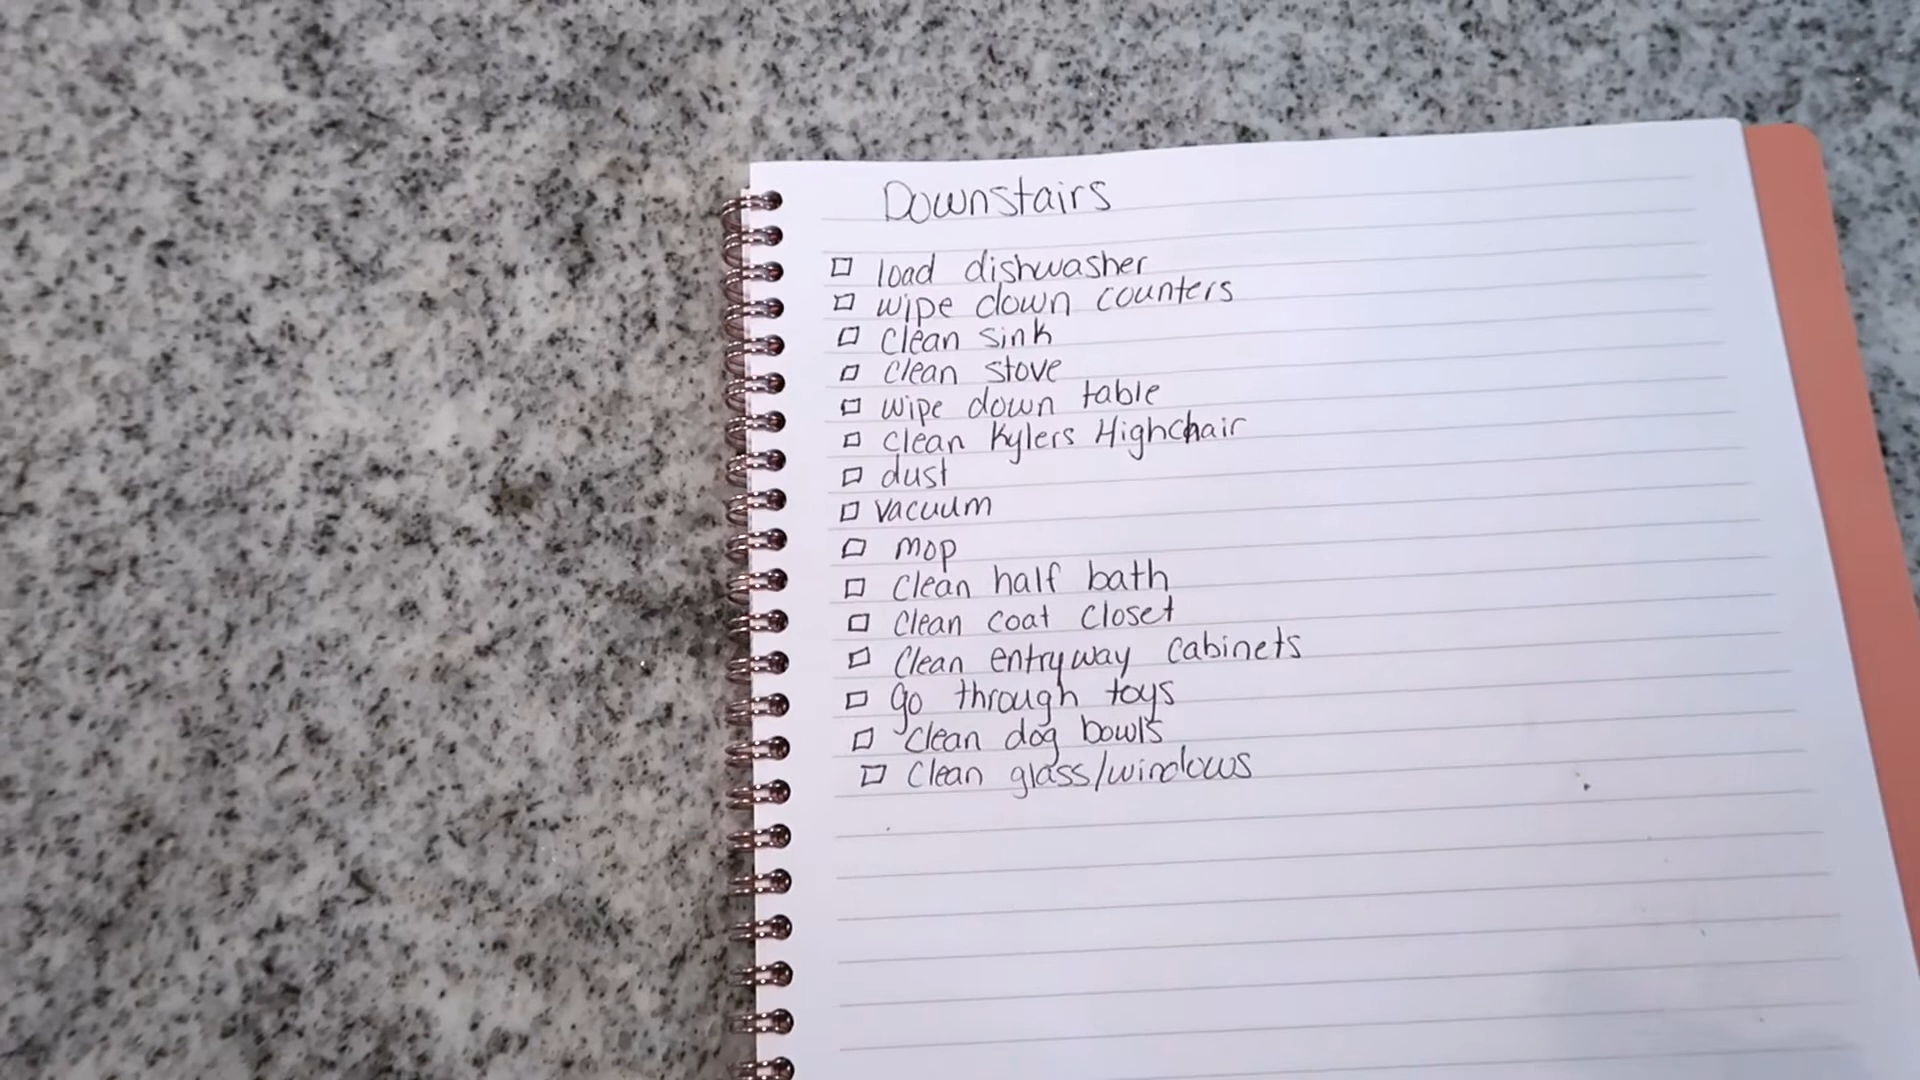 Downstairs
load dishwasher
wipe down counters
clean sink
clean stove
wipe down table
clean Kylers Highchair
dust
vacuum
mop
Clean half bath
Clean coat closet
Clean entryway cabinets
go through toys
Clean dog bowls
Clean glass/windows